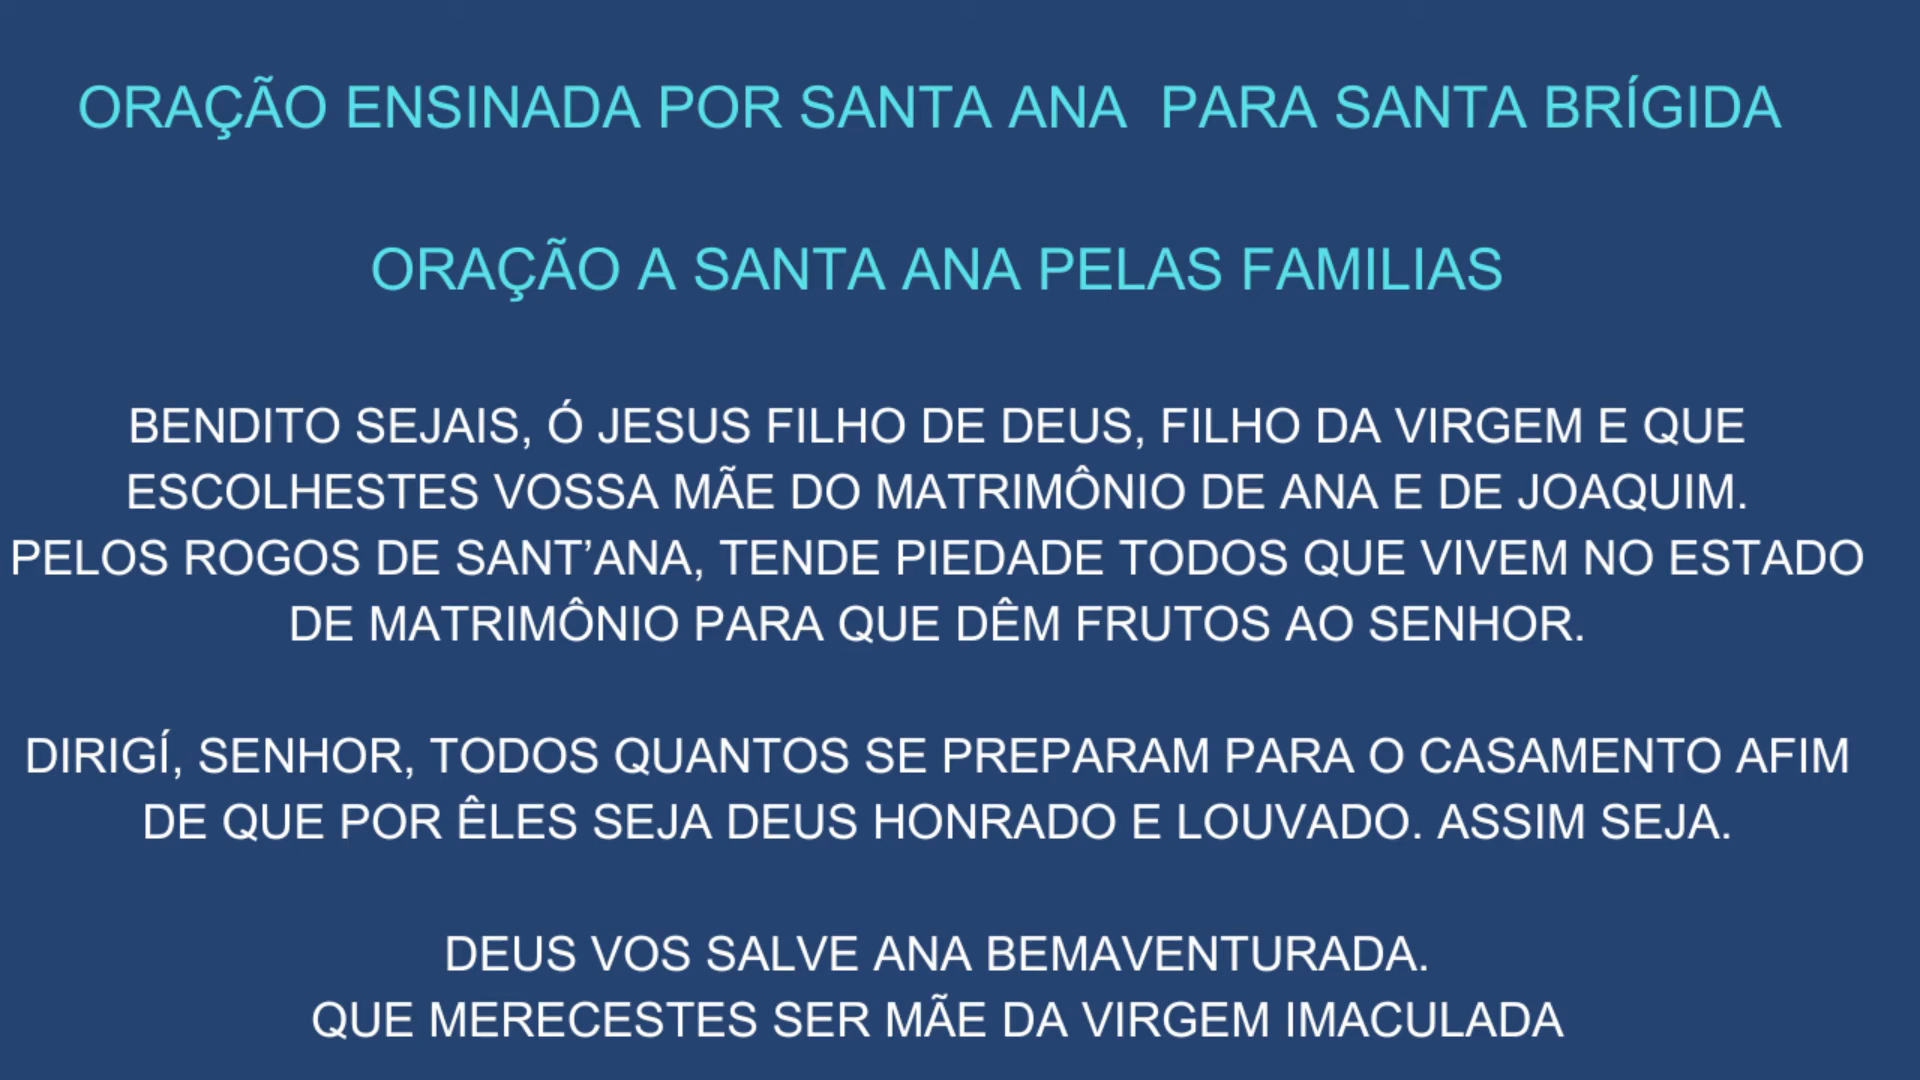 ORAÇÃO ENSINADA POR SANTA ANA  PARA SANTA BRÍGIDA
ORAÇÃO A SANTA ANA PELAS FAMILIAS
BENDITO SEJAIS, Ó JESUS FILHO DE DEUS, FILHO DA VIRGEM E QUE
ESCOLHESTES VOSSA MÃE DO MATRIMÔNIO DE ANA E DE JOAQUIM.
PELOS ROGOS DE SANT’ANA, TENDE PIEDADE TODOS QUE VIVEM NO ESTADO
DE MATRIMÔNIO PARA QUE DÊM FRUTOS AO SENHOR.
DIRIGÍ, SENHOR, TODOS QUANTOS SE PREPARAM PARA O CASAMENTO AFIM
DE QUE POR ÊLES SEJA DEUS HONRADO E LOUVADO. ASSIM SEJA.
DEUS VOS SALVE ANA BEMAVENTURADA.
QUE MERECESTES SER MÃE DA VIRGEM IMACULADA